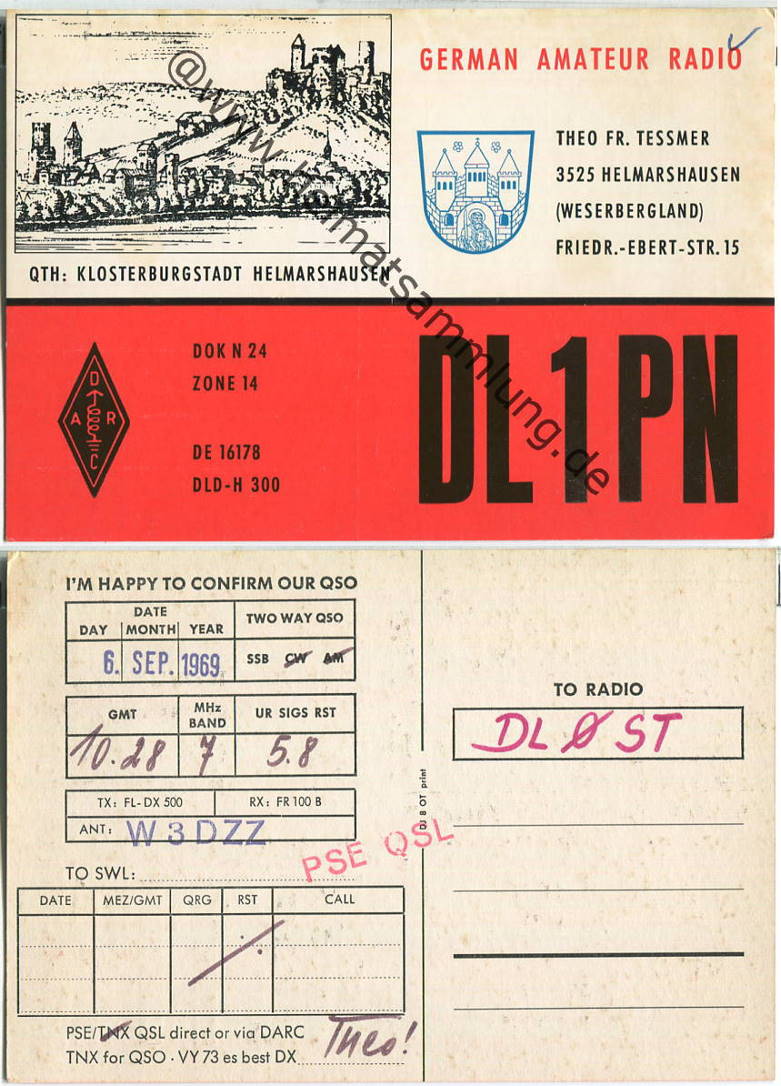 GERMAN AMATEUR RADIO
THEO FR. TESSMER
3525 HELMARSHAUSEN
(WESERBERGLAND)
FRIEDR.-EBERT-STR. 15
QTH: KLOSTERBURGSTADT HELMARSHAUSEN
@www.heimatsammlung.de
D
A R
C
DOK N 24
ZONE 14
DE 16178
DLD-H 300
DL1PN
I'M HAPPY TO CONFIRM OUR QSO
DATE
DAY MONTH YEAR TWO WAY QSO
6. SEP. 1969 SSB CW AM
GMT MHz BAND UR SIGS RST
10.28 7 5.8
TX: FL-DX 500 RX: FR 100 B
ANT: W3DZZ
PSE QSL
TO SWL:
DATE MEZ/GMT QRG RST CALL
PSE/TNX QSL direct or via DARC
TNX for QSO · VY 73 es best DX Theo!
DJ 8 OT print
TO RADIO
DL Ø ST